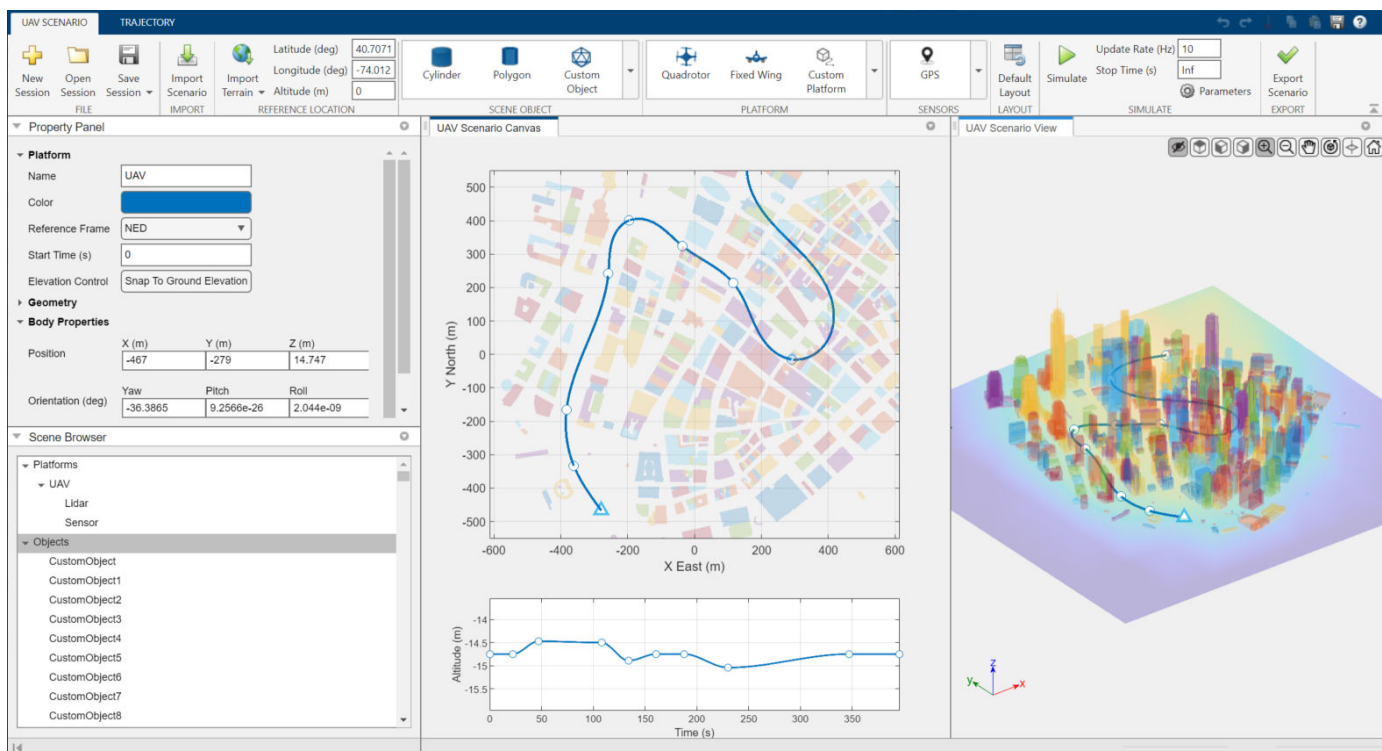 UAV SCENARIO
TRAJECTORY
New Session
Open Session
Save Session
FILE
Import Scenario
IMPORT
Import Terrain
Latitude (deg) 40.7071
Longitude (deg) -74.012
Altitude (m) 0
REFERENCE LOCATION
Cylinder
Polygon
Custom Object
SCENE OBJECT
Quadrotor
Fixed Wing
Custom Platform
PLATFORM
GPS
SENSORS
Default Layout
LAYOUT
Simulate
Update Rate (Hz) 10
Stop Time (s) Inf
Parameters
SIMULATE
Export Scenario
EXPORT
Property Panel
Platform
Name UAV
Color
Reference Frame NED
Start Time (s) 0
Elevation Control Snap To Ground Elevation
Geometry
Body Properties
X (m) Y (m) Z (m)
Position -467 -279 14.747
Yaw Pitch Roll
Orientation (deg) -36.3865 9.2566e-26 2.044e-09
Scene Browser
Platforms
UAV
Lidar
Sensor
Objects
CustomObject
CustomObject1
CustomObject2
CustomObject3
CustomObject4
CustomObject5
CustomObject6
CustomObject7
CustomObject8
UAV Scenario Canvas
500
400
300
200
100
0
-100
-200
-300
-400
-500
Y North (m)
-600 -400 -200 0 200 400 600
X East (m)
-14
-14.5
-15
-15.5
Altitude (m)
0 50 100 150 200 250 300 350
Time (s)
UAV Scenario View
z
y
x